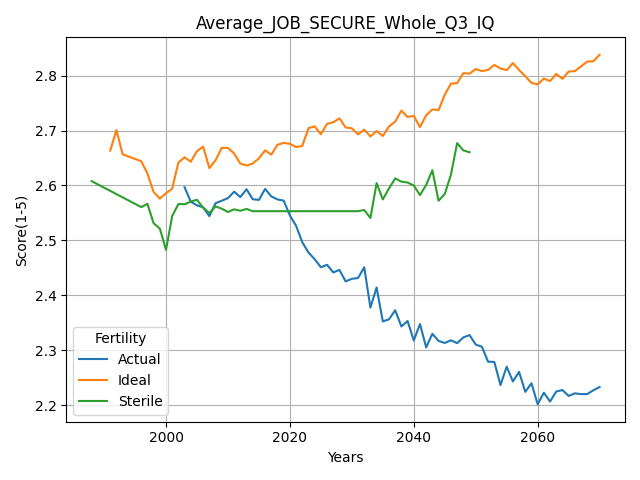 Average_JOB_SECURE_Whole_Q3_IQ
Score(1-5)
2.8
2.7
2.6
2.5
2.4
2.3
2.2
Fertility
Actual
Ideal
Sterile
2000
2020
2040
2060
Years